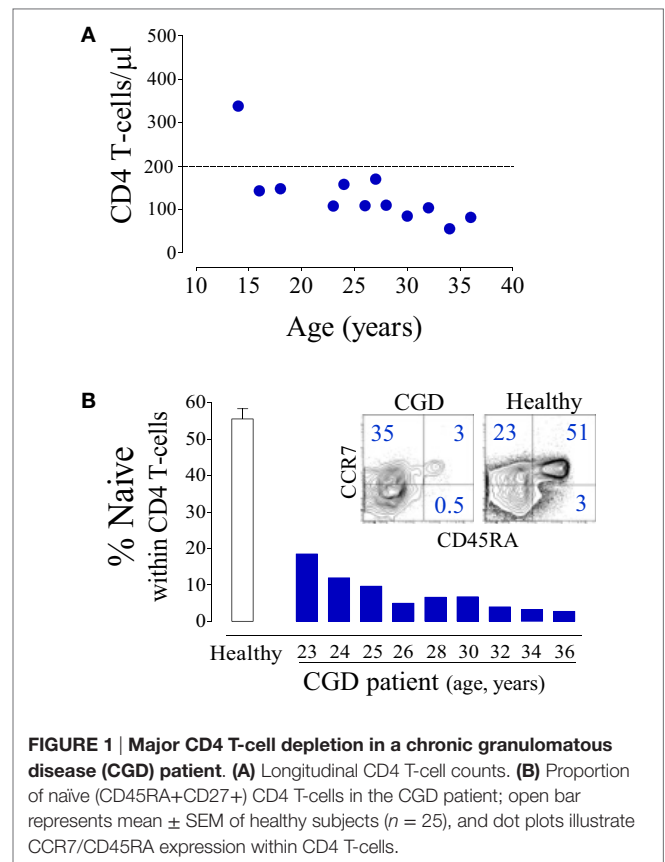 A
CD4 T-cells/µl
500
400
300
200
100
0
10 15 20 25 30 35 40
Age (years)
B
% Naive
within CD4 T-cells
60
50
40
30
20
10
0
CGD Healthy
35 3 23 51
0.5 3
CCR7
CD45RA
Healthy 23 24 25 26 28 30 32 34 36
CGD patient (age, years)
FIGURE 1 | Major CD4 T-cell depletion in a chronic granulomatous
disease (CGD) patient. (A) Longitudinal CD4 T-cell counts. (B) Proportion
of naïve (CD45RA+CD27+) CD4 T-cells in the CGD patient; open bar
represents mean ± SEM of healthy subjects (n = 25), and dot plots illustrate
CCR7/CD45RA expression within CD4 T-cells.